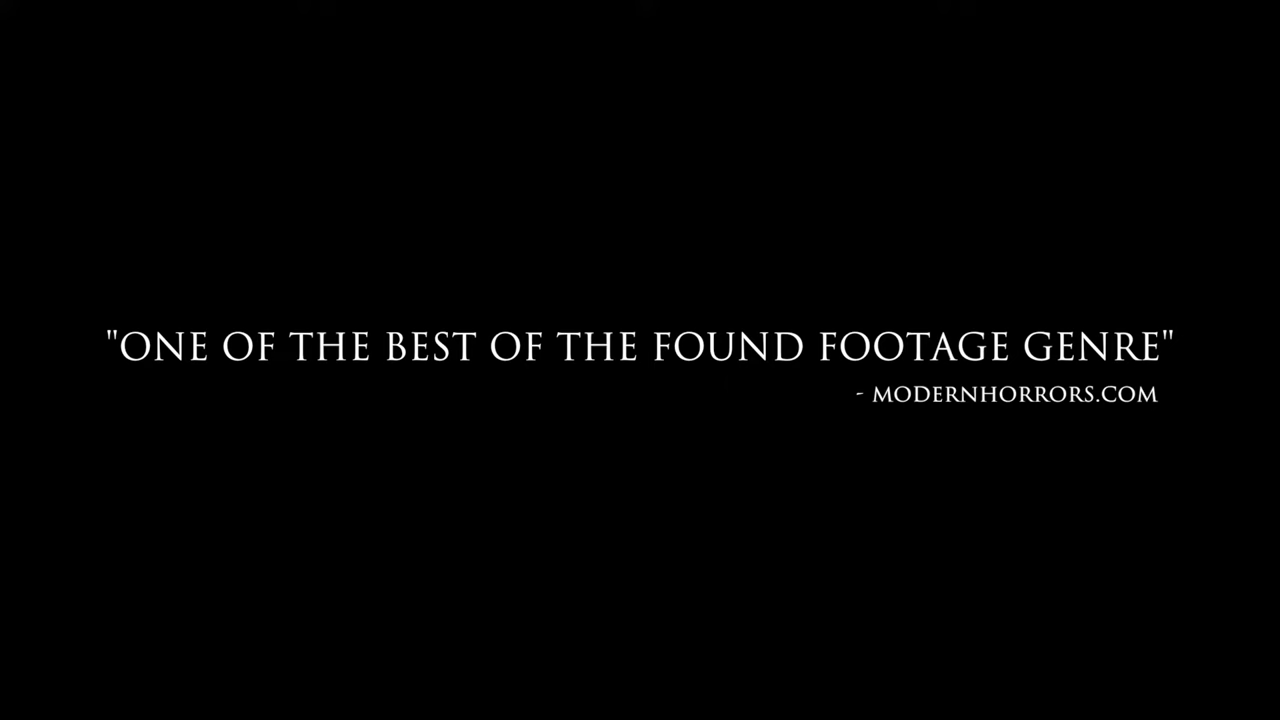 "ONE OF THE BEST OF THE FOUND FOOTAGE GENRE"
- MODERNHORRORS.COM